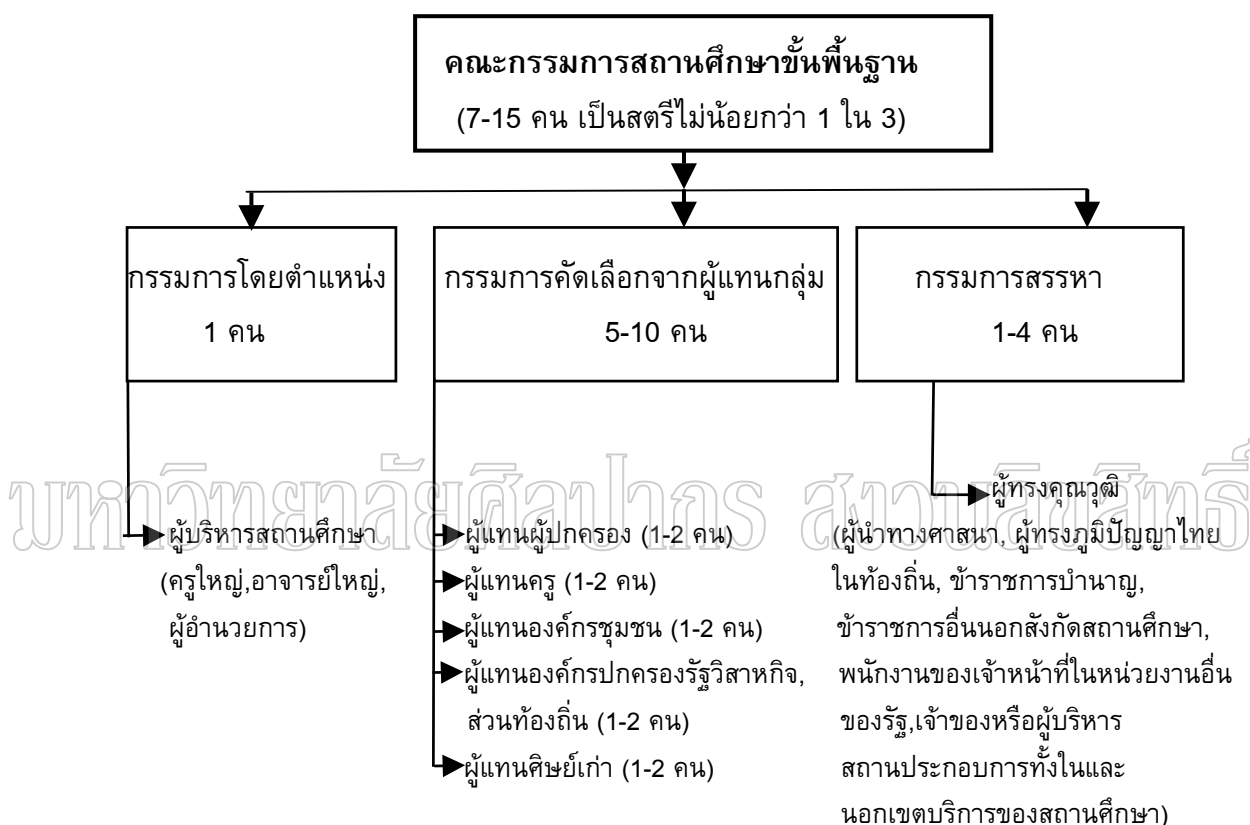 คณะกรรมการสถานศึกษาขั้นพื้นฐาน
(7-15 คน เป็นสตรีไม่น้อยกว่า 1 ใน 3)
กรรมการโดยตำแหน่ง
1 คน
กรรมการคัดเลือกจากผู้แทนกลุ่ม
5-10 คน
กรรมการสรรหา
1-4 คน
มหาวิทยาลัยศิลปากร สงวนลิขสิทธิ์
ผู้บริหารสถานศึกษา
(ครูใหญ่,อาจารย์ใหญ่,
ผู้อำนวยการ)
ผู้แทนผู้ปกครอง (1-2 คน)
ผู้แทนครู (1-2 คน)
ผู้แทนองค์กรชุมชน (1-2 คน)
ผู้แทนองค์กรปกครองรัฐวิสาหกิจ,
ส่วนท้องถิ่น (1-2 คน)
ผู้แทนศิษย์เก่า (1-2 คน)
ผู้ทรงคุณวุฒิ
(ผู้นำทางศาสนา, ผู้ทรงภูมิปัญญาไทย
ในท้องถิ่น, ข้าราชการบำนาญ,
ข้าราชการอื่นนอกสังกัดสถานศึกษา,
พนักงานของเจ้าหน้าที่ในหน่วยงานอื่น
ของรัฐ,เจ้าของหรือผู้บริหาร
สถานประกอบการทั้งในและ
นอกเขตบริการของสถานศึกษา)